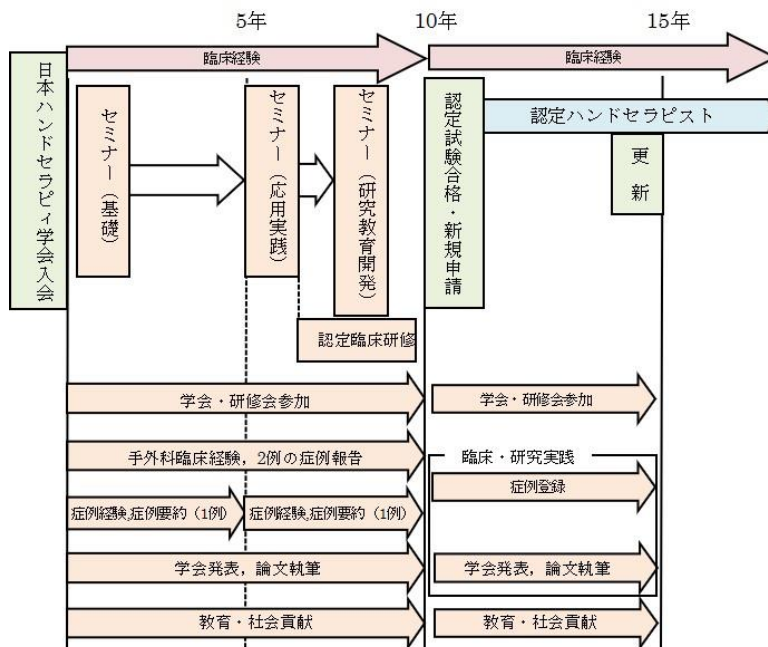 5年
10年
15年
臨床経験
臨床経験
日本ハンドセラピィ学会入会
セミナー（基礎）
セミナー（応用実践）
セミナー（研究教育開発）
認定試験合格・新規申請
認定ハンドセラピスト
更新
認定臨床研修
学会・研修会参加
学会・研修会参加
手外科臨床経験，2例の症例報告
臨床・研究実践
症例登録
症例経験,症例要約（1例）
症例経験,症例要約（1例）
学会発表，論文執筆
学会発表，論文執筆
教育・社会貢献
教育・社会貢献